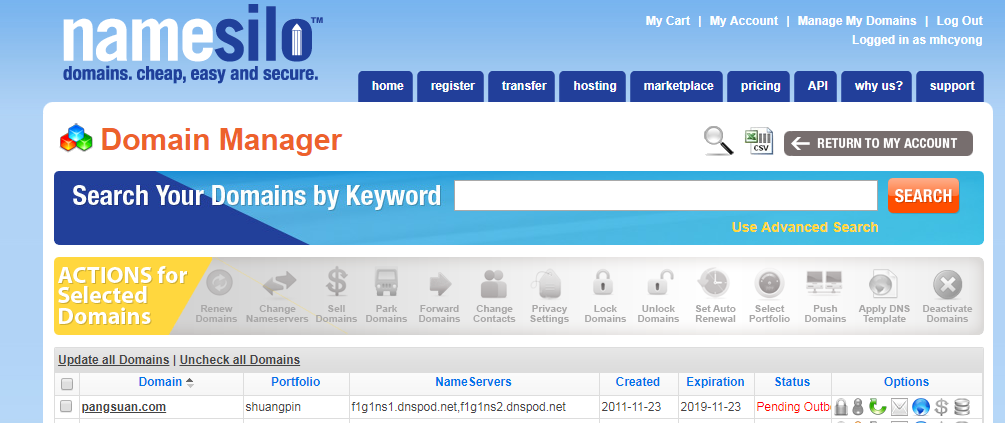 namesilo™
domains. cheap, easy and secure.
My Cart | My Account | Manage My Domains | Log Out
Logged in as mhcyong
home register transfer hosting marketplace pricing API why us? support
Domain Manager
CSV
RETURN TO MY ACCOUNT
Search Your Domains by Keyword
SEARCH
Use Advanced Search
ACTIONS for
Selected
Domains
Renew Domains
Change Nameservers
Sell Domains
Park Domains
Forward Domains
Change Contacts
Privacy Settings
Lock Domains
Unlock Domains
Set Auto Renewal
Select Portfolio
Push Domains
Apply DNS Template
Deactivate Domains
Update all Domains | Uncheck all Domains
Domain Portfolio NameServers Created Expiration Status Options
pangsuan.com shuangpin f1g1ns1.dnspod.net,f1g1ns2.dnspod.net 2011-11-23 2019-11-23 Pending Outb